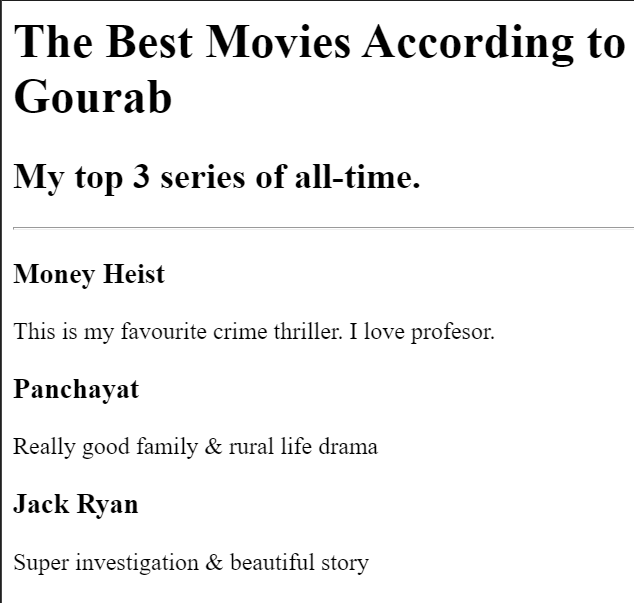 The Best Movies According to
Gourab
My top 3 series of all-time.
Money Heist
This is my favourite crime thriller. I love profesor.
Panchayat
Really good family & rural life drama
Jack Ryan
Super investigation & beautiful story